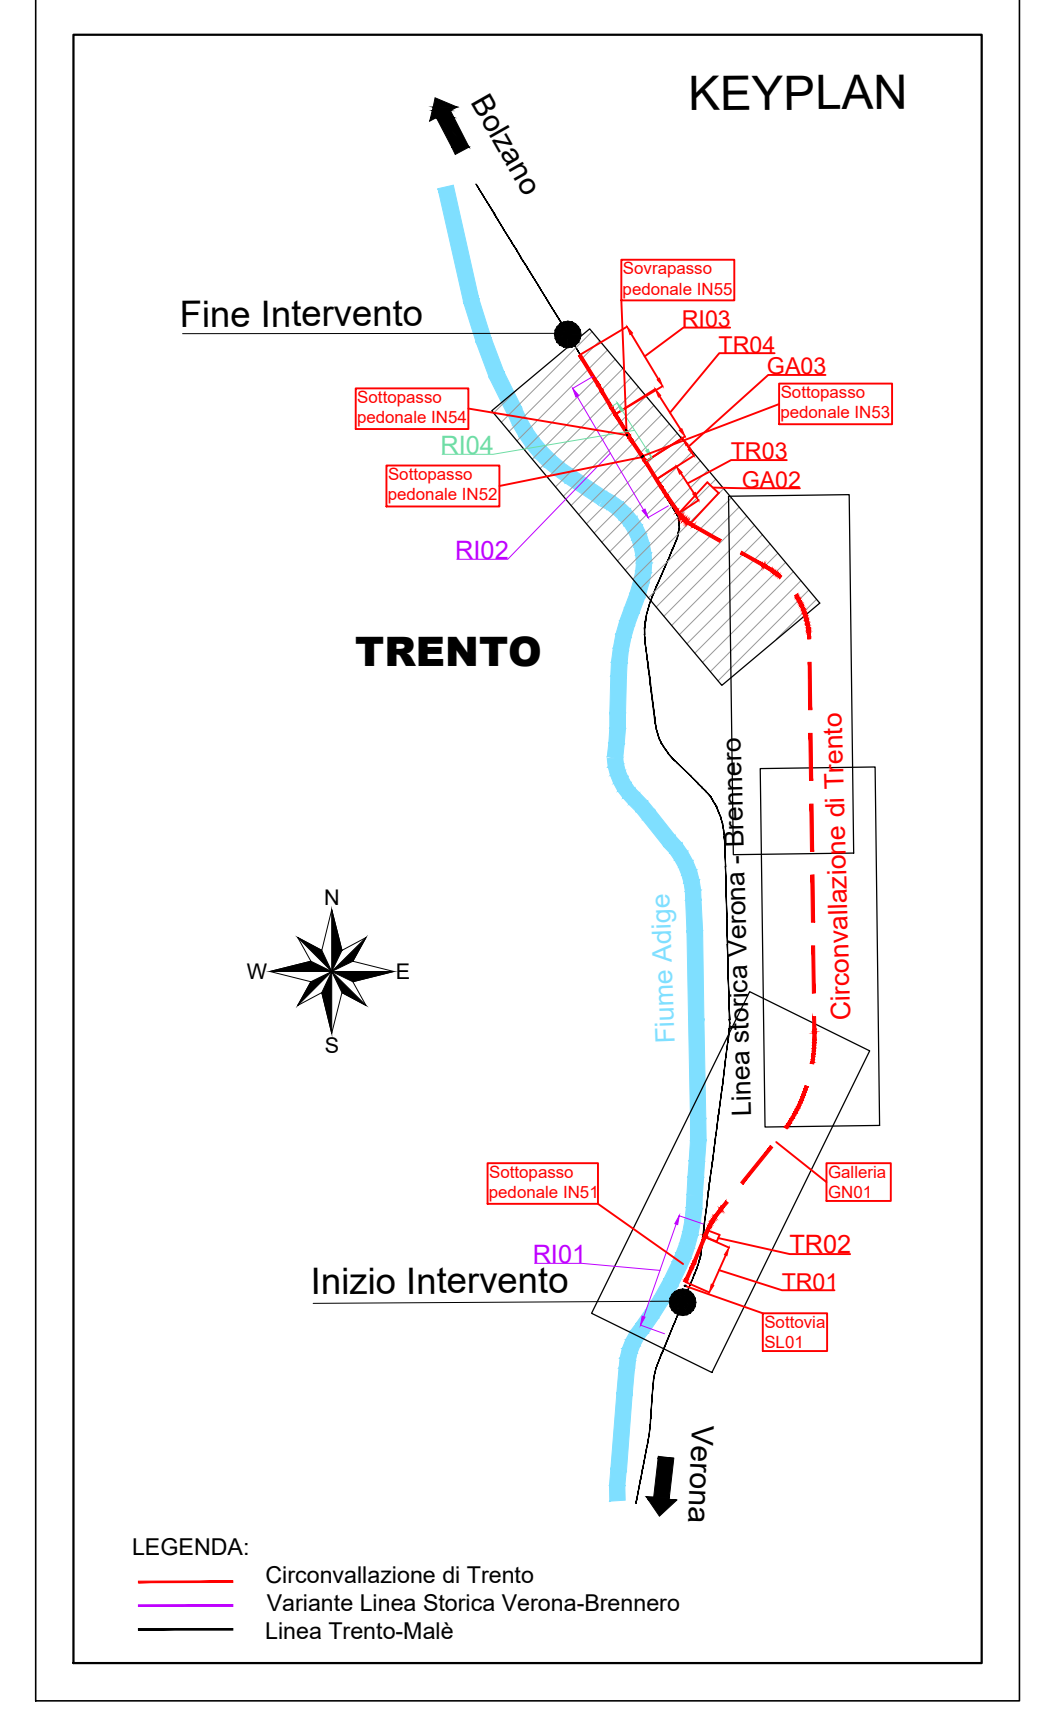 KEYPLAN
Bolzano
Sovrapasso
pedonale IN55
Fine Intervento
RI03
TR04
GA03
Sottopasso
pedonale IN53
Sottopasso
pedonale IN54
RI04
TR03
Sottopasso
pedonale IN52
GA02
RI02
TRENTO
Circonvallazione di Trento
Linea storica Verona - Brennero
Fiume Adige
N
W
E
S
Sottopasso
pedonale IN51
Galleria
GN01
RI01
TR02
Inizio Intervento
TR01
Sottovia
SL01
Verona
LEGENDA:
Circonvallazione di Trento
Variante Linea Storica Verona-Brennero
Linea Trento-Malè